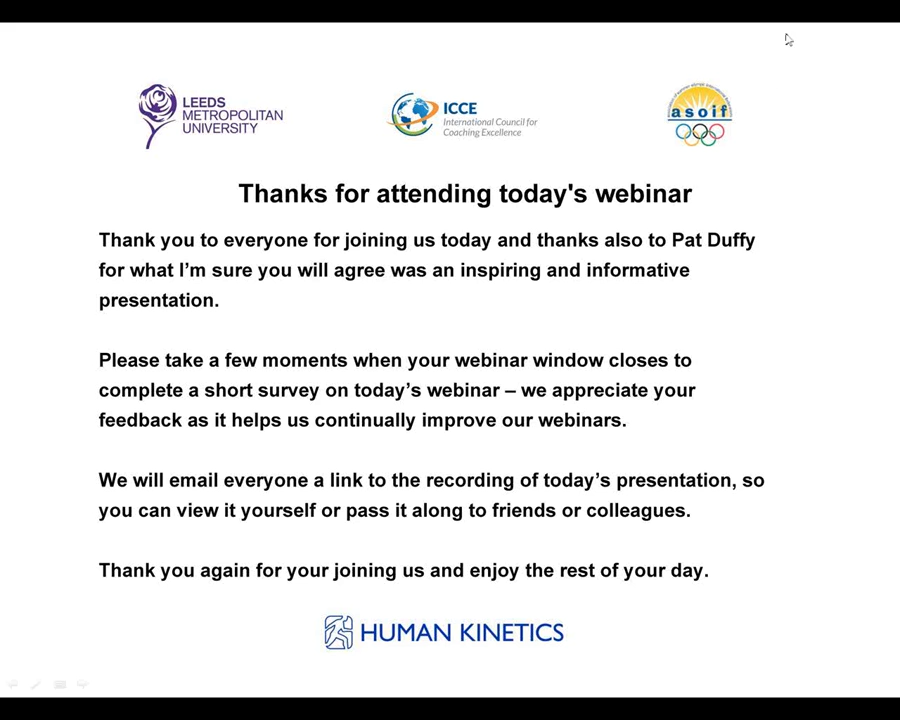 LEEDS
METROPOLITAN
UNIVERSITY
ICCE
International Council for
Coaching Excellence
asoif
Thanks for attending today's webinar
Thank you to everyone for joining us today and thanks also to Pat Duffy
for what I’m sure you will agree was an inspiring and informative
presentation.
Please take a few moments when your webinar window closes to
complete a short survey on today’s webinar – we appreciate your
feedback as it helps us continually improve our webinars.
We will email everyone a link to the recording of today’s presentation, so
you can view it yourself or pass it along to friends or colleagues.
Thank you again for your joining us and enjoy the rest of your day.
HUMAN KINETICS